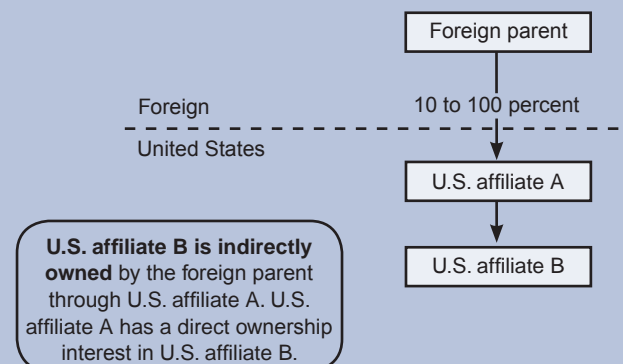 Foreign parent
Foreign
10 to 100 percent
United States
U.S. affiliate A
U.S. affiliate B
U.S. affiliate B is indirectly
owned by the foreign parent
through U.S. affiliate A. U.S.
affiliate A has a direct ownership
interest in U.S. affiliate B.